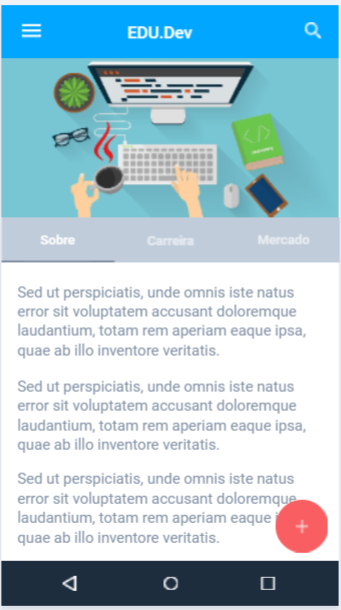 EDU.Dev
Sobre Carreira Mercado
Sed ut perspiciatis, unde omnis iste natus
error sit voluptatem accusant doloremque
laudantium, totam rem aperiam eaque ipsa,
quae ab illo inventore veritatis.
Sed ut perspiciatis, unde omnis iste natus
error sit voluptatem accusant doloremque
laudantium, totam rem aperiam eaque ipsa,
quae ab illo inventore veritatis.
Sed ut perspiciatis, unde omnis iste natus
error sit voluptatem accusant doloremque
laudantium, totam rem aperiam eaque
quae ab illo inventore veritatis.